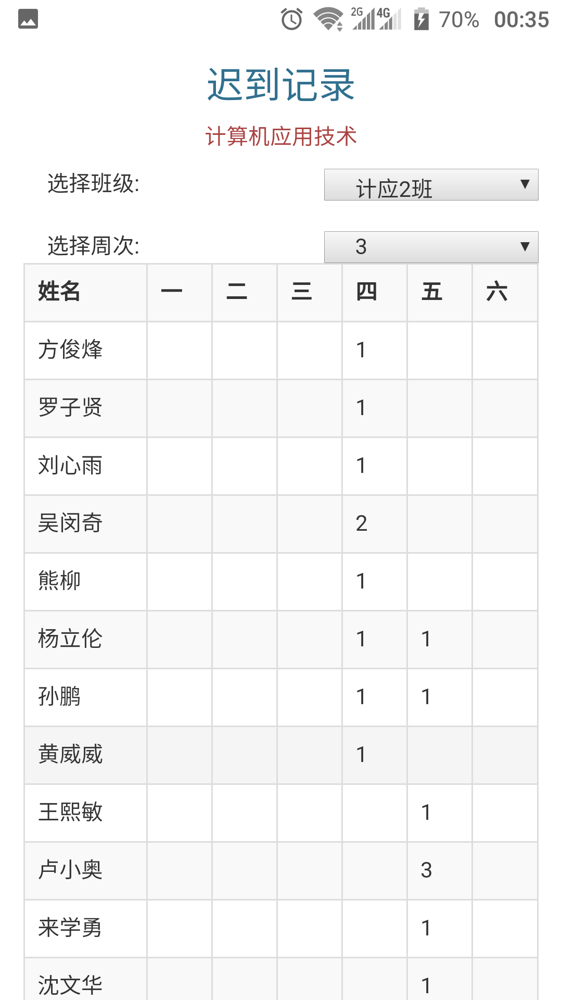 2G 4G 70% 00:35
迟到记录
计算机应用技术
选择班级: 计应2班
选择周次: 3
姓名 一 二 三 四 五 六
方俊烽 1
罗子贤 1
刘心雨 1
吴闵奇 2
熊柳 1
杨立伦 1 1
孙鹏 1 1
黄威威 1
王熙敏 1
卢小奥 3
来学勇 1
沈文华 1